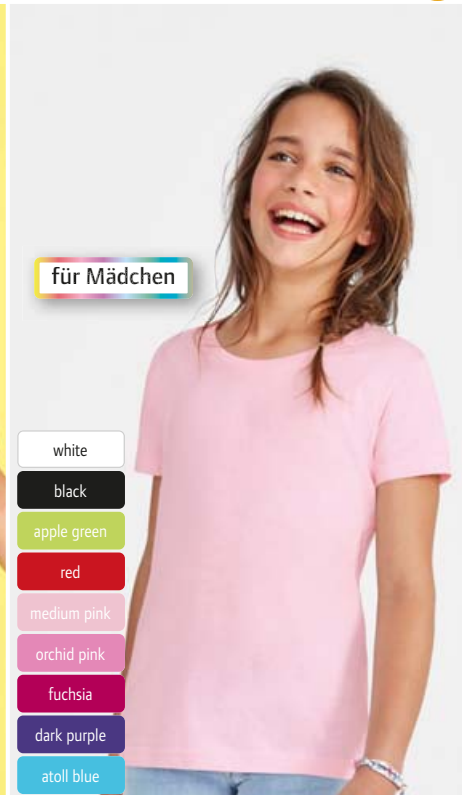 für Mädchen
white
black
apple green
red
medium pink
orchid pink
fuchsia
dark purple
atoll blue